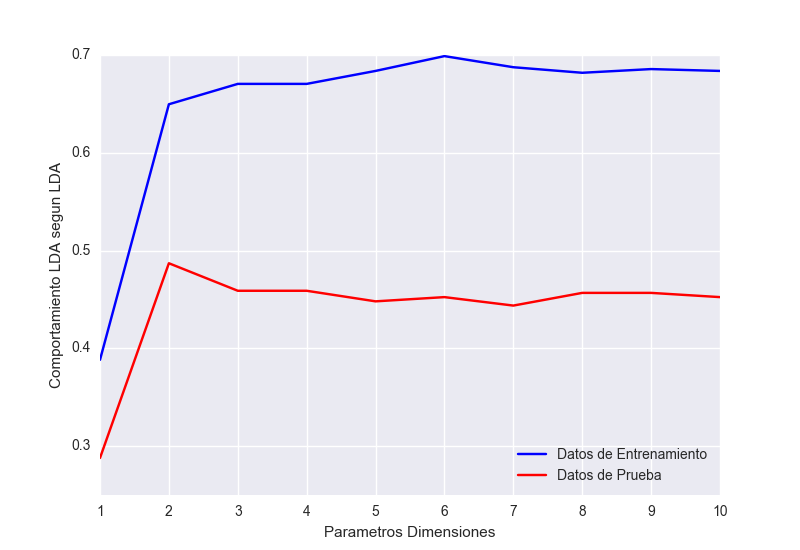 0.7
0.6
0.5
0.4
0.3
Comportamiento LDA segun LDA
Datos de Entrenamiento
Datos de Prueba
1 2 3 4 5 6 7 8 9 10
Parametros Dimensiones